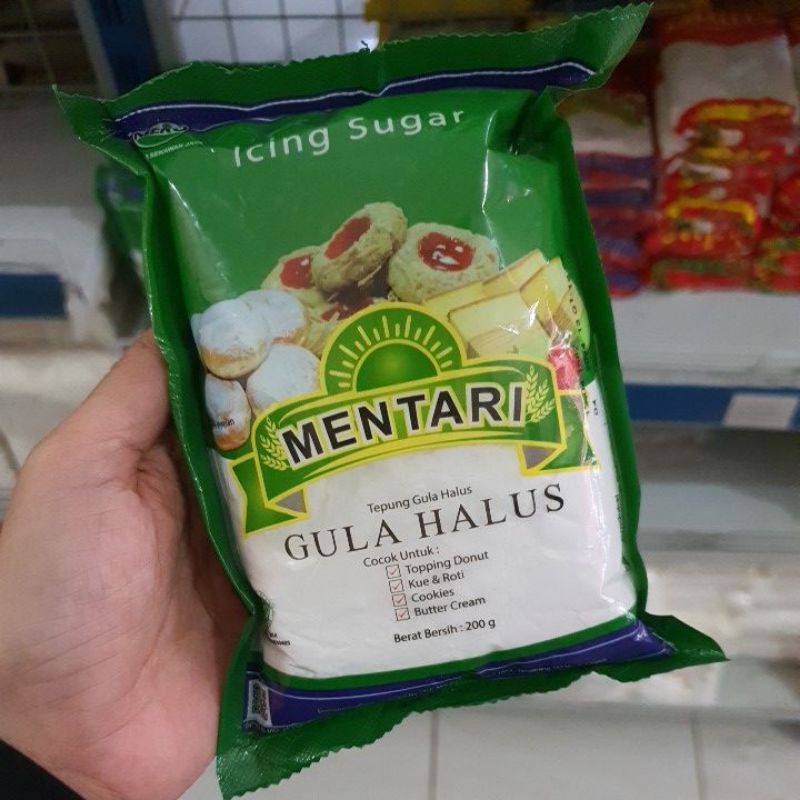 Icing Sugar
MENTARI
Tepung Gula Halus
GULA HALUS
Cocok Untuk :
Topping Donut
Kue & Roti
Cookies
Butter Cream
Berat Bersih : 200 g